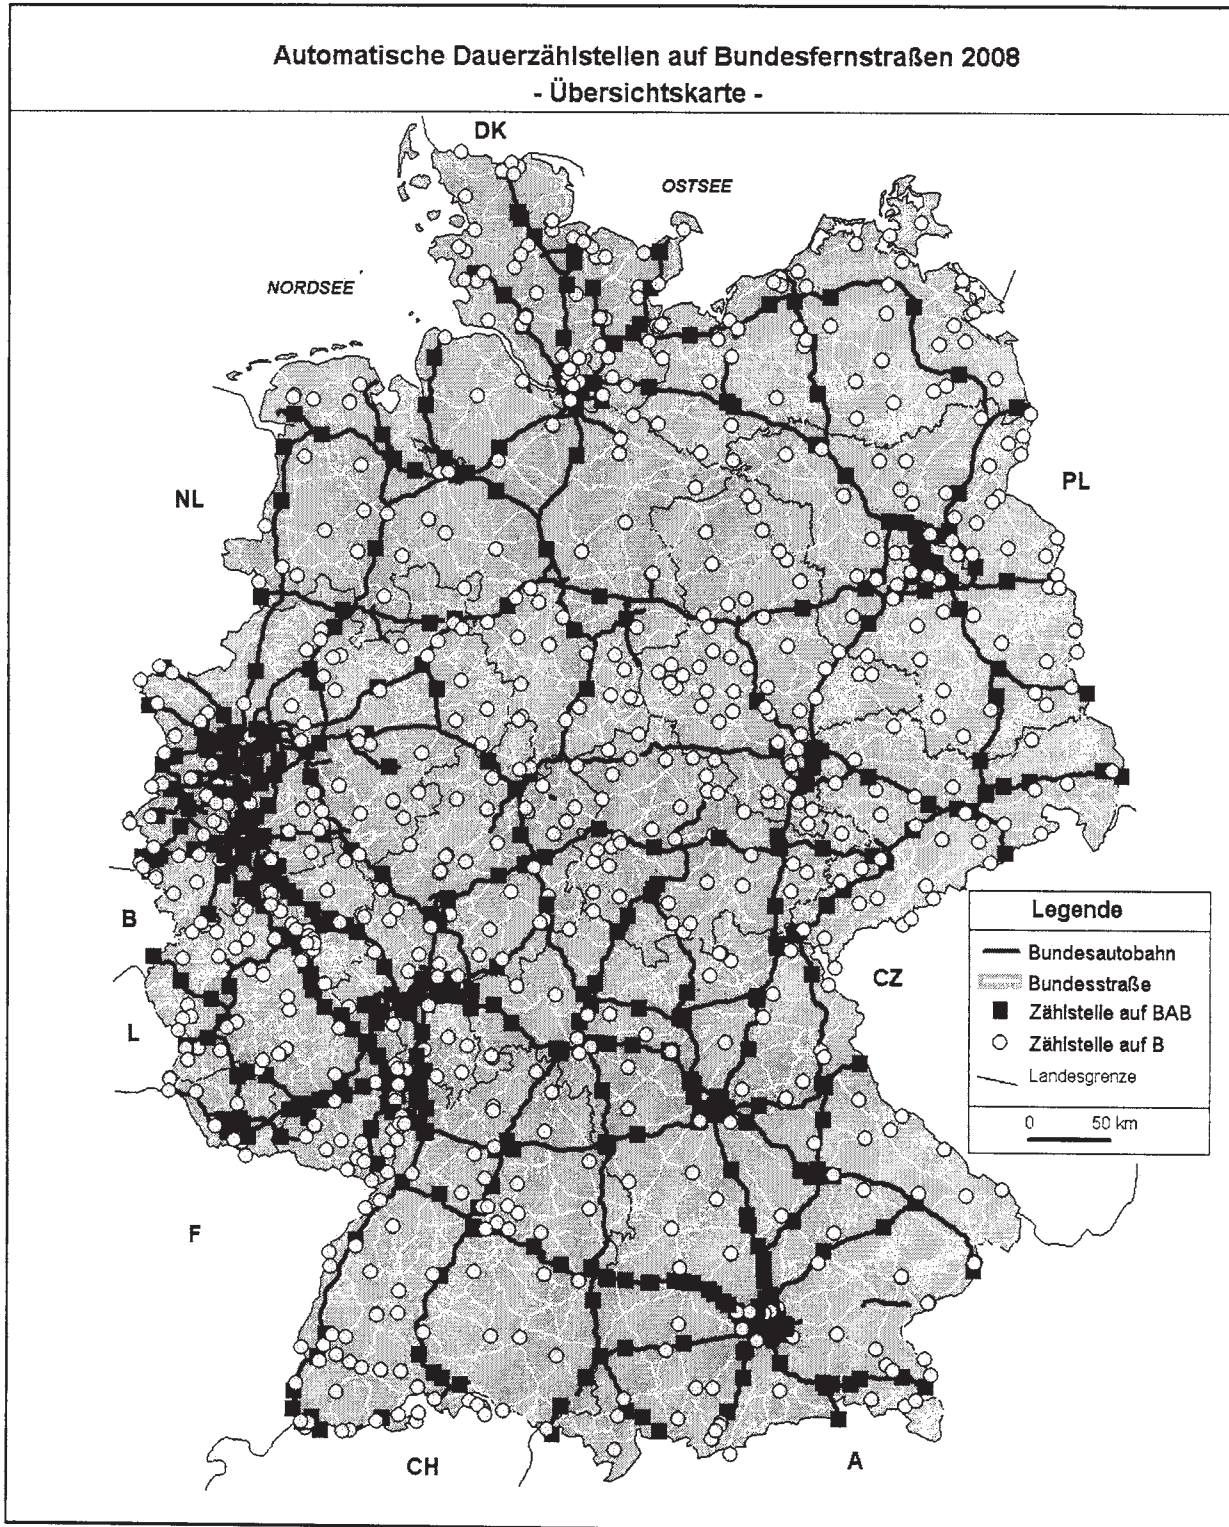 Automatische Dauerzählstellen auf Bundesfernstraßen 2008
- Übersichtskarte -
DK
OSTSEE
NORDSEE
NL
PL
B
L
CZ
F
CH
A
Legende
Bundesautobahn
Bundesstraße
Zählstelle auf BAB
Zählstelle auf B
Landesgrenze
0 50 km